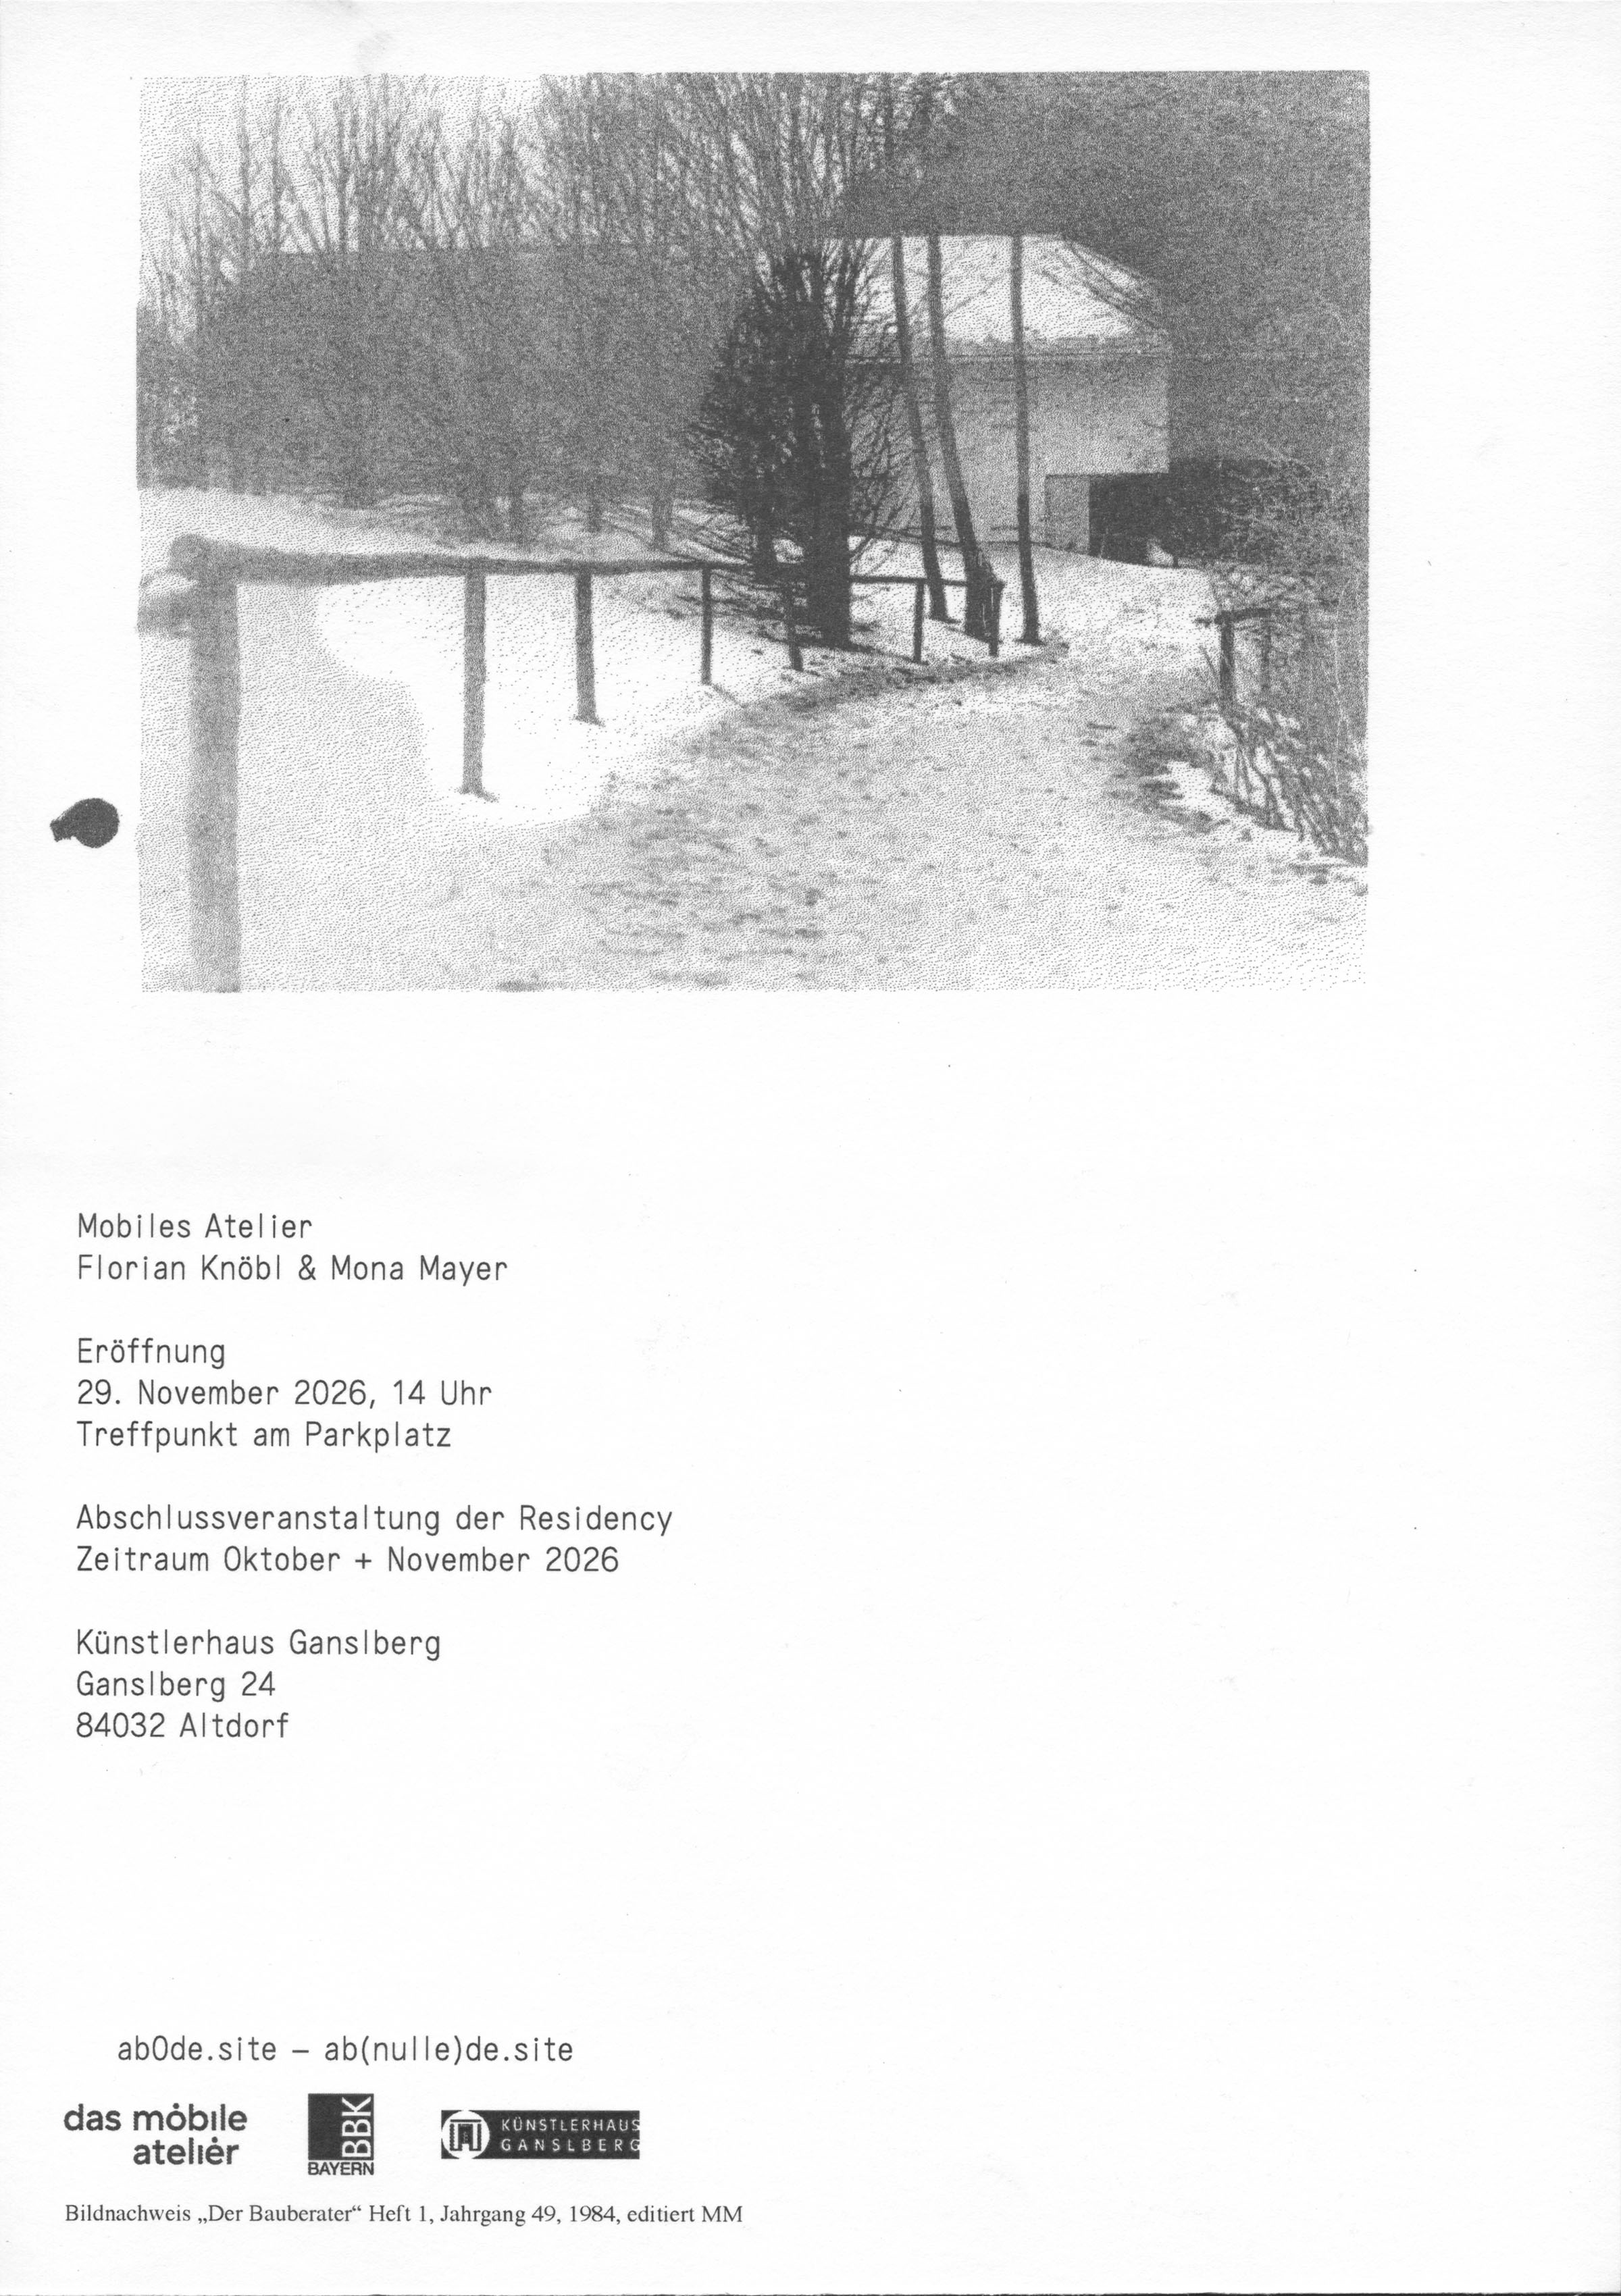 Mobiles Atelier
Florian Knöbl & Mona Mayer
Eröffnung
29. November 2026, 14 Uhr
Treffpunkt am Parkplatz
Abschlussveranstaltung der Residency
Zeitraum Oktober + November 2026
Künstlerhaus Ganslberg
Ganslberg 24
84032 Altdorf
ab0de.site – ab(nulle)de.site
das mobile
atelier
BBK
BAYERN
KÜNSTLERHAUS
GANSLBERG
Bildnachweis „Der Bauberater“ Heft 1, Jahrgang 49, 1984, editiert MM